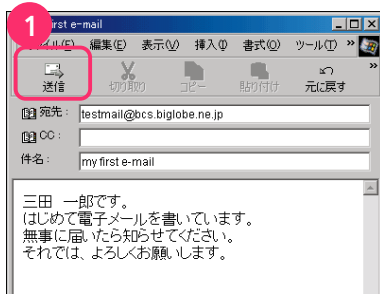 1
first e-mail
ファイル(F) 編集(E) 表示(V) 挿入(I) 書式(O) ツール(T) »
送信 切り取り コピー 貼り付け 元に戻す »
宛先: testmail@bcs.biglobe.ne.jp
CC:
件名: my first e-mail
三田 一郎です。
はじめて電子メールを書いています。
無事に届いたら知らせてください。
それでは、よろしくお願いします。